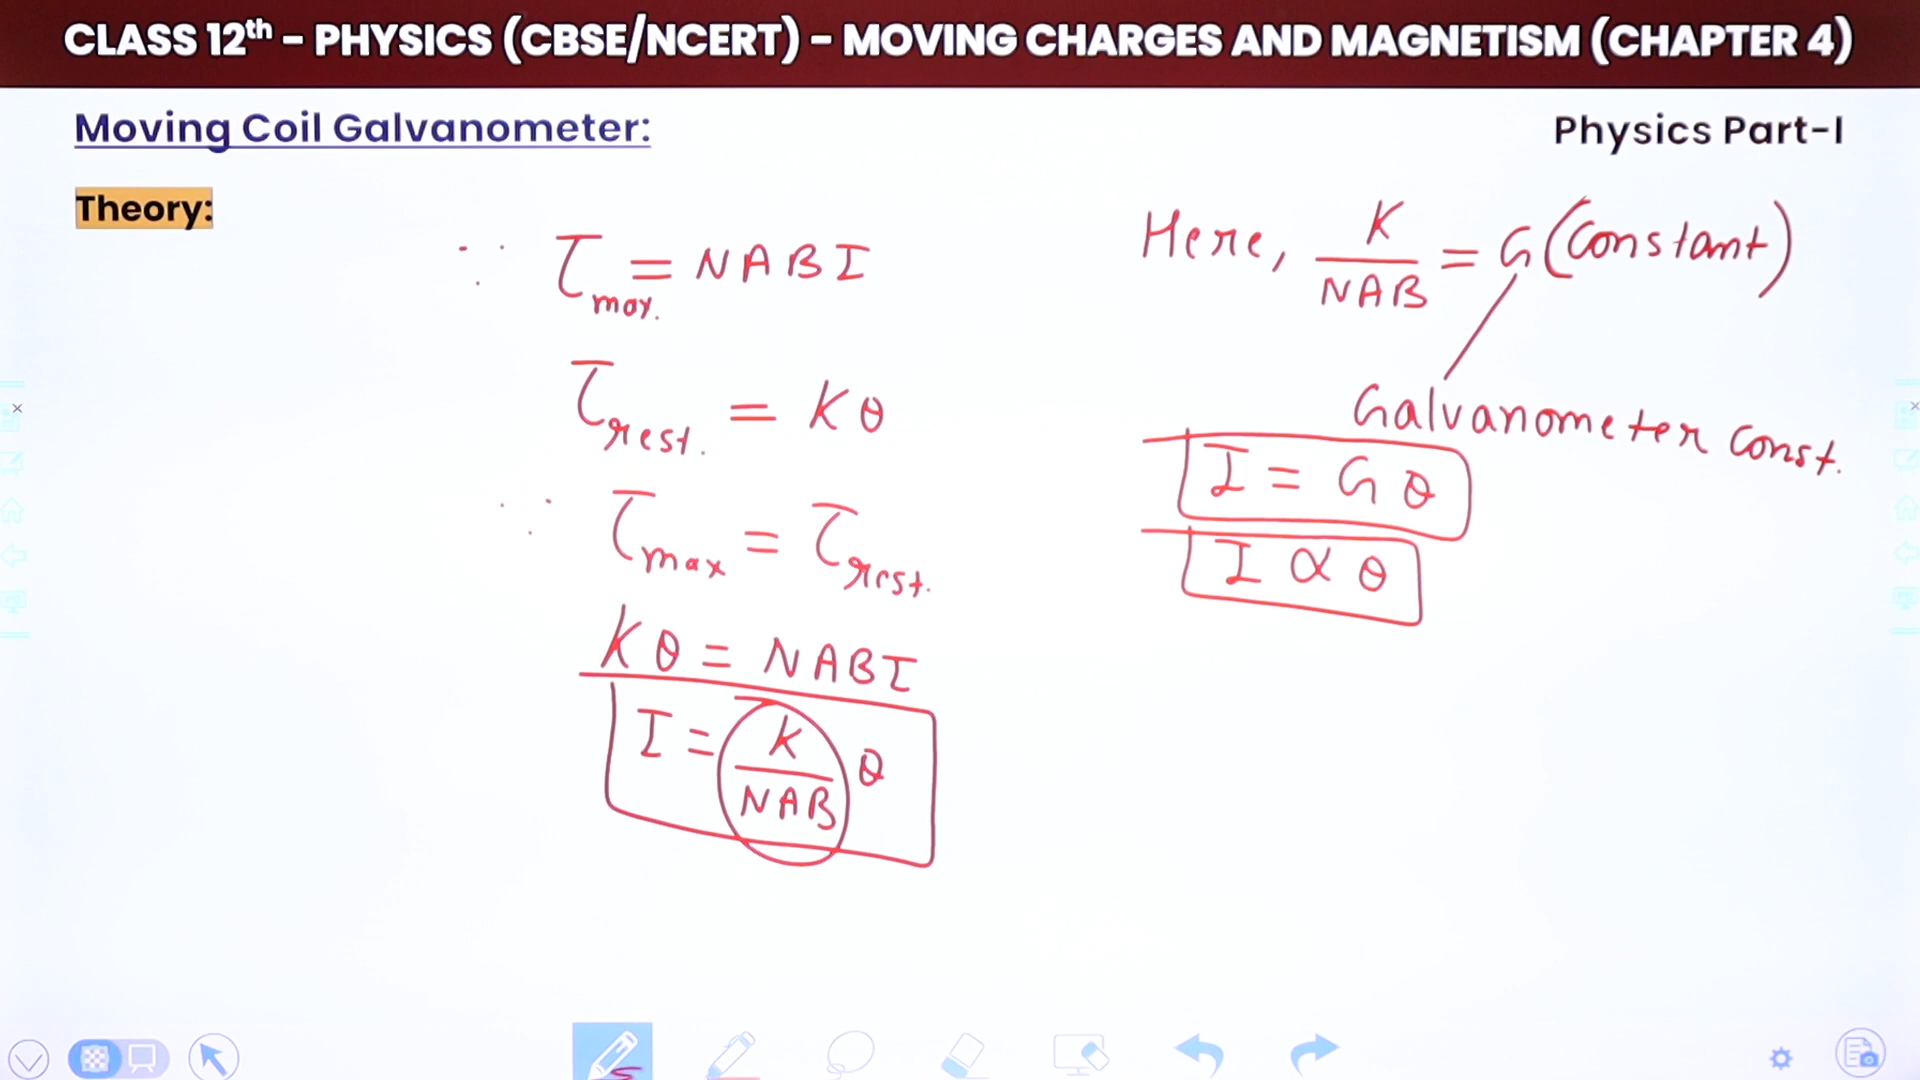 CLASS 12th - PHYSICS (CBSE/NCERT) - MOVING CHARGES AND MAGNETISM (CHAPTER 4)
Moving Coil Galvanometer:
Physics Part-I
Theory:
∵ τmax. = NABI
τrest. = Kθ
∵ τmax = τrest.
Kθ = NABI
I = K/NAB θ
Here, K/NAB = G (Constant)
Galvanometer Const.
I = Gθ
I ∝ θ